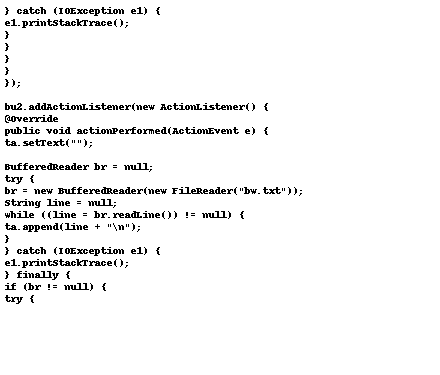 } catch (IOException e1) {
e1.printStackTrace();
}
}
}
}
});

bu2.addActionListener(new ActionListener() {
@Override
public void actionPerformed(ActionEvent e) {
ta.setText("");

BufferedReader br = null;
try {
br = new BufferedReader(new FileReader("bw.txt"));
String line = null;
while ((line = br.readLine()) != null) {
ta.append(line + "\n");
}
} catch (IOException e1) {
e1.printStackTrace();
} finally {
if (br != null) {
try {